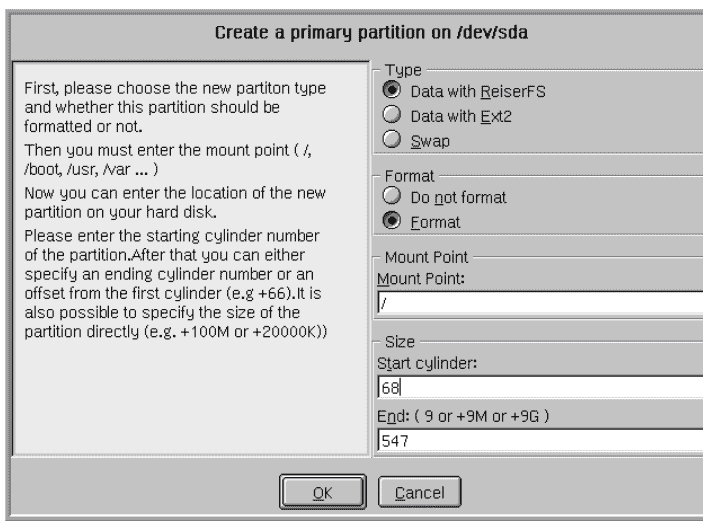 Create a primary partition on /dev/sda
First, please choose the new partiton type
and whether this partition should be
formatted or not.
Then you must enter the mount point ( /,
/boot, /usr, /var ... )
Now you can enter the location of the new
partition on your hard disk.
Please enter the starting cylinder number
of the partition.After that you can either
specify an ending cylinder number or an
offset from the first cylinder (e.g +66).It is
also possible to specify the size of the
partition directly (e.g. +100M or +20000K))
Type
Data with ReiserFS
Data with Ext2
Swap
Format
Do not format
Format
Mount Point
Mount Point:
/
Size
Start cylinder:
68
End: ( 9 or +9M or +9G )
547
OK
Cancel